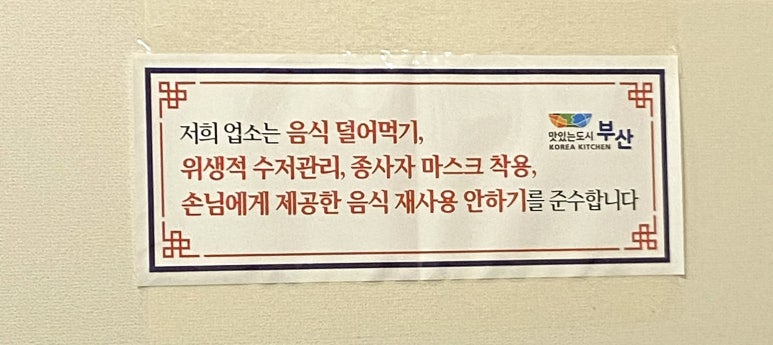 저희 업소는 음식 덜어먹기,
위생적 수저관리, 종사자 마스크 착용,
손님에게 제공한 음식 재사용 안하기를 준수합니다
맛있는도시 부산
KOREA KITCHEN